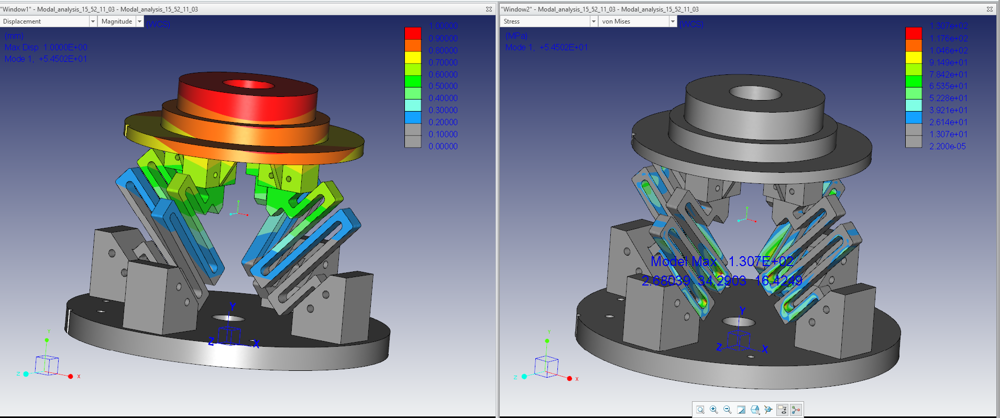 "Window1" - Modal_analysis_15_52_11_03 - Modal_analysis_15_52_11_03
Displacement
Magnitude
(WCS)
(mm)
Max Disp 1.0000E+00
Mode 1, +5.4502E+01
1.00000
0.90000
0.80000
0.70000
0.60000
0.50000
0.40000
0.30000
0.20000
0.10000
0.00000
Y
Z
X
Y
Z
X
"Window2" - Modal_analysis_15_52_11_03 - Modal_analysis_15_52_11_03
Stress
von Mises
(WCS)
(MPa)
Mode 1, +5.4502E+01
1.307e+02
1.176e+02
1.046e+02
9.149e+01
7.842e+01
6.535e+01
5.228e+01
3.921e+01
2.614e+01
1.307e+01
2.200e-05
Model Max 1.307E+02
2.68039 34.2903 16.4249
Y
Z
X
Y
Z
X